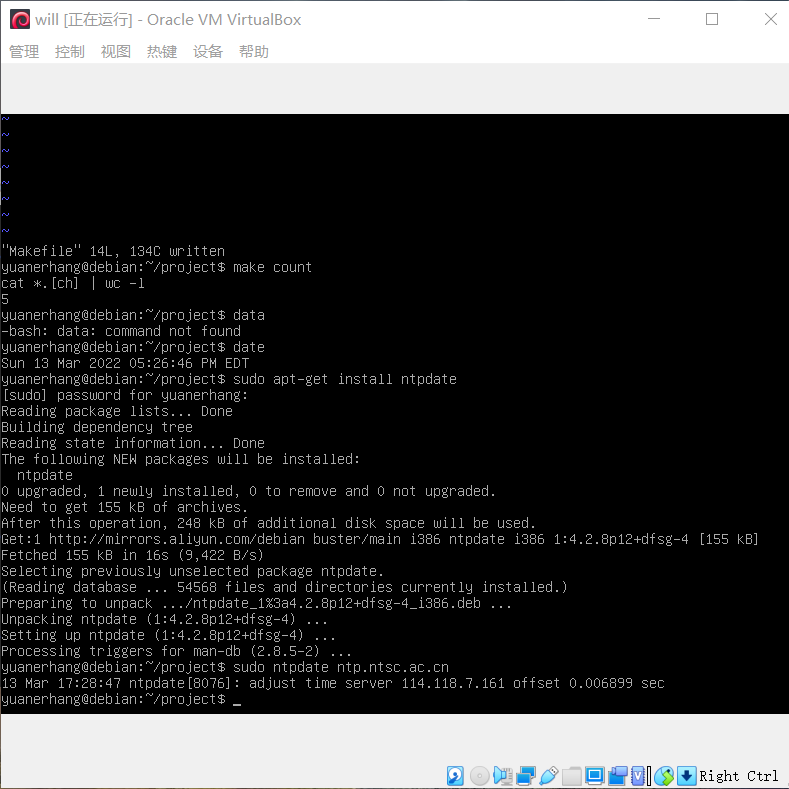 will [正在运行] - Oracle VM VirtualBox
管理 控制 视图 热键 设备 帮助
~
~
~
~
~
~
~
~
"Makefile" 14L, 134C written
yuanerhang@debian:~/project$ make count
cat *.[ch] | wc -l
5
yuanerhang@debian:~/project$ data
-bash: data: command not found
yuanerhang@debian:~/project$ date
Sun 13 Mar 2022 05:26:46 PM EDT
yuanerhang@debian:~/project$ sudo apt-get install ntpdate
[sudo] password for yuanerhang:
Reading package lists... Done
Building dependency tree
Reading state information... Done
The following NEW packages will be installed:
  ntpdate
0 upgraded, 1 newly installed, 0 to remove and 0 not upgraded.
Need to get 155 kB of archives.
After this operation, 248 kB of additional disk space will be used.
Get:1 http://mirrors.aliyun.com/debian buster/main i386 ntpdate i386 1:4.2.8p12+dfsg-4 [155 kB]
Fetched 155 kB in 16s (9,422 B/s)
Selecting previously unselected package ntpdate.
(Reading database ... 54568 files and directories currently installed.)
Preparing to unpack .../ntpdate_1%3a4.2.8p12+dfsg-4_i386.deb ...
Unpacking ntpdate (1:4.2.8p12+dfsg-4) ...
Setting up ntpdate (1:4.2.8p12+dfsg-4) ...
Processing triggers for man-db (2.8.5-2) ...
yuanerhang@debian:~/project$ sudo ntpdate ntp.ntsc.ac.cn
13 Mar 17:28:47 ntpdate[8076]: adjust time server 114.118.7.161 offset 0.006899 sec
yuanerhang@debian:~/project$ _
Right Ctrl